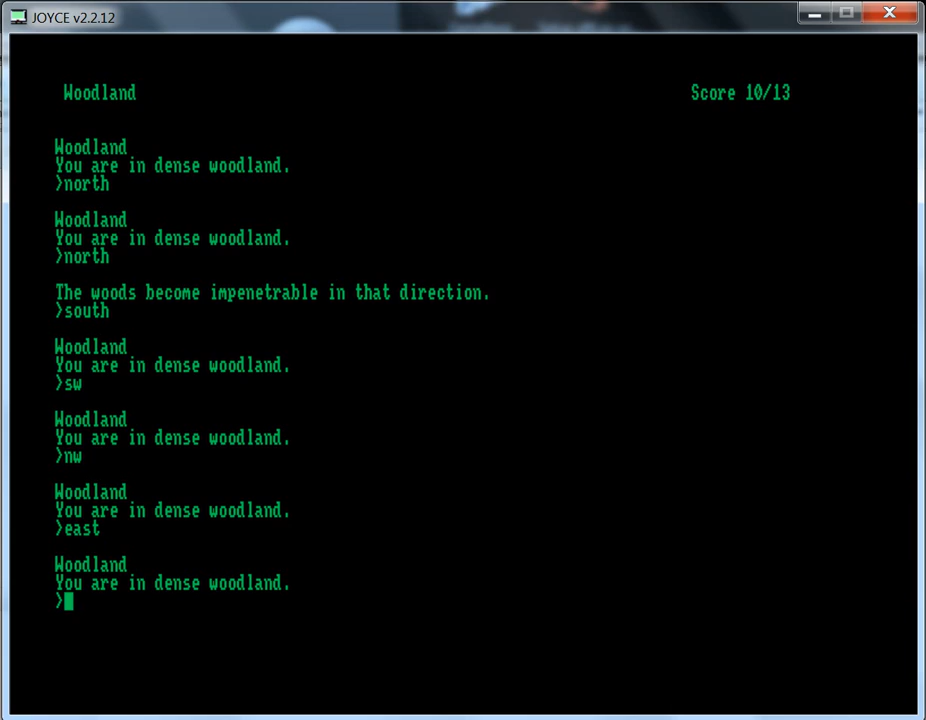 JOYCE v2.2.12
Woodland Score 10/13
Woodland
You are in dense woodland.
>north
Woodland
You are in dense woodland.
>north
The woods become impenetrable in that direction.
>south
Woodland
You are in dense woodland.
>sw
Woodland
You are in dense woodland.
>nw
Woodland
You are in dense woodland.
>east
Woodland
You are in dense woodland.
>